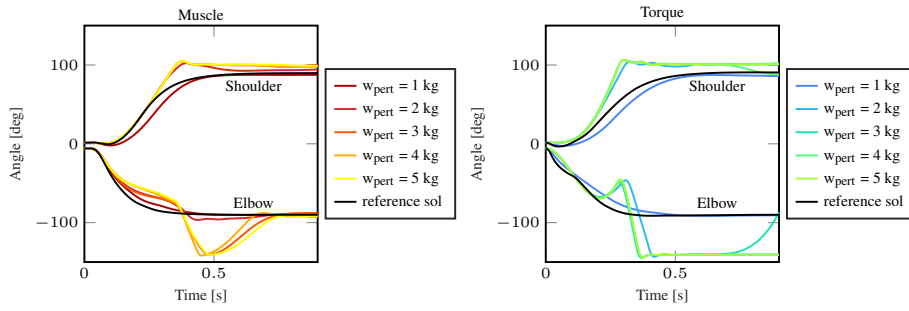 Muscle
100
0
−100
Angle [deg]
0
0.5
Time [s]
Shoulder
Elbow
wpert = 1 kg
wpert = 2 kg
wpert = 3 kg
wpert = 4 kg
wpert = 5 kg
reference sol
Torque
100
0
−100
Angle [deg]
0
0.5
Time [s]
Shoulder
Elbow
wpert = 1 kg
wpert = 2 kg
wpert = 3 kg
wpert = 4 kg
wpert = 5 kg
reference sol